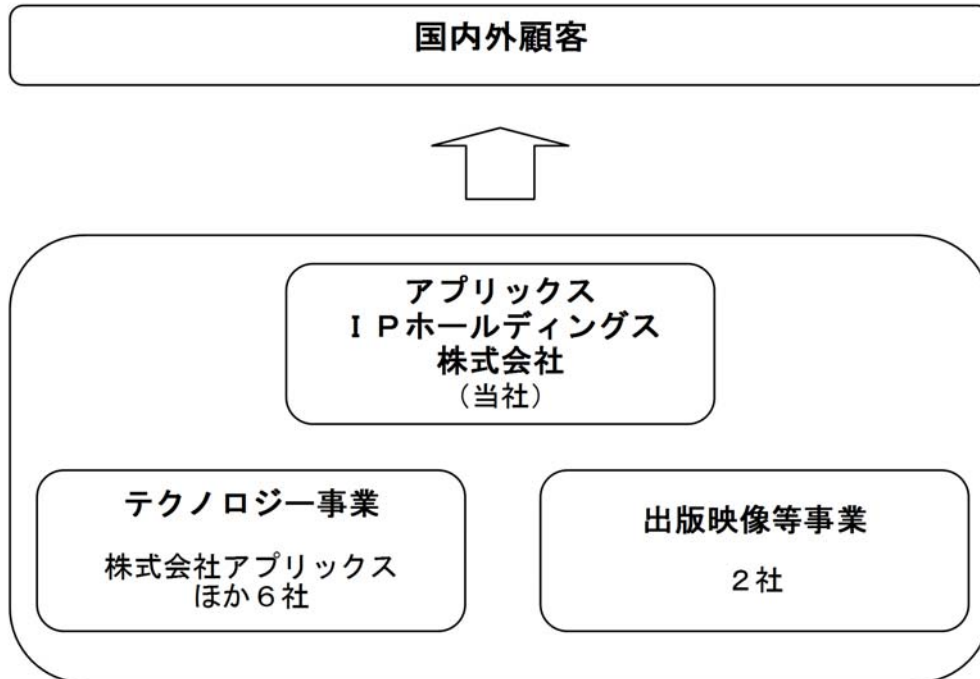 国内外顧客
アプリックス
ＩＰホールディングス
株式会社
（当社）
テクノロジー事業
株式会社アプリックス
ほか６社
出版映像等事業
２社